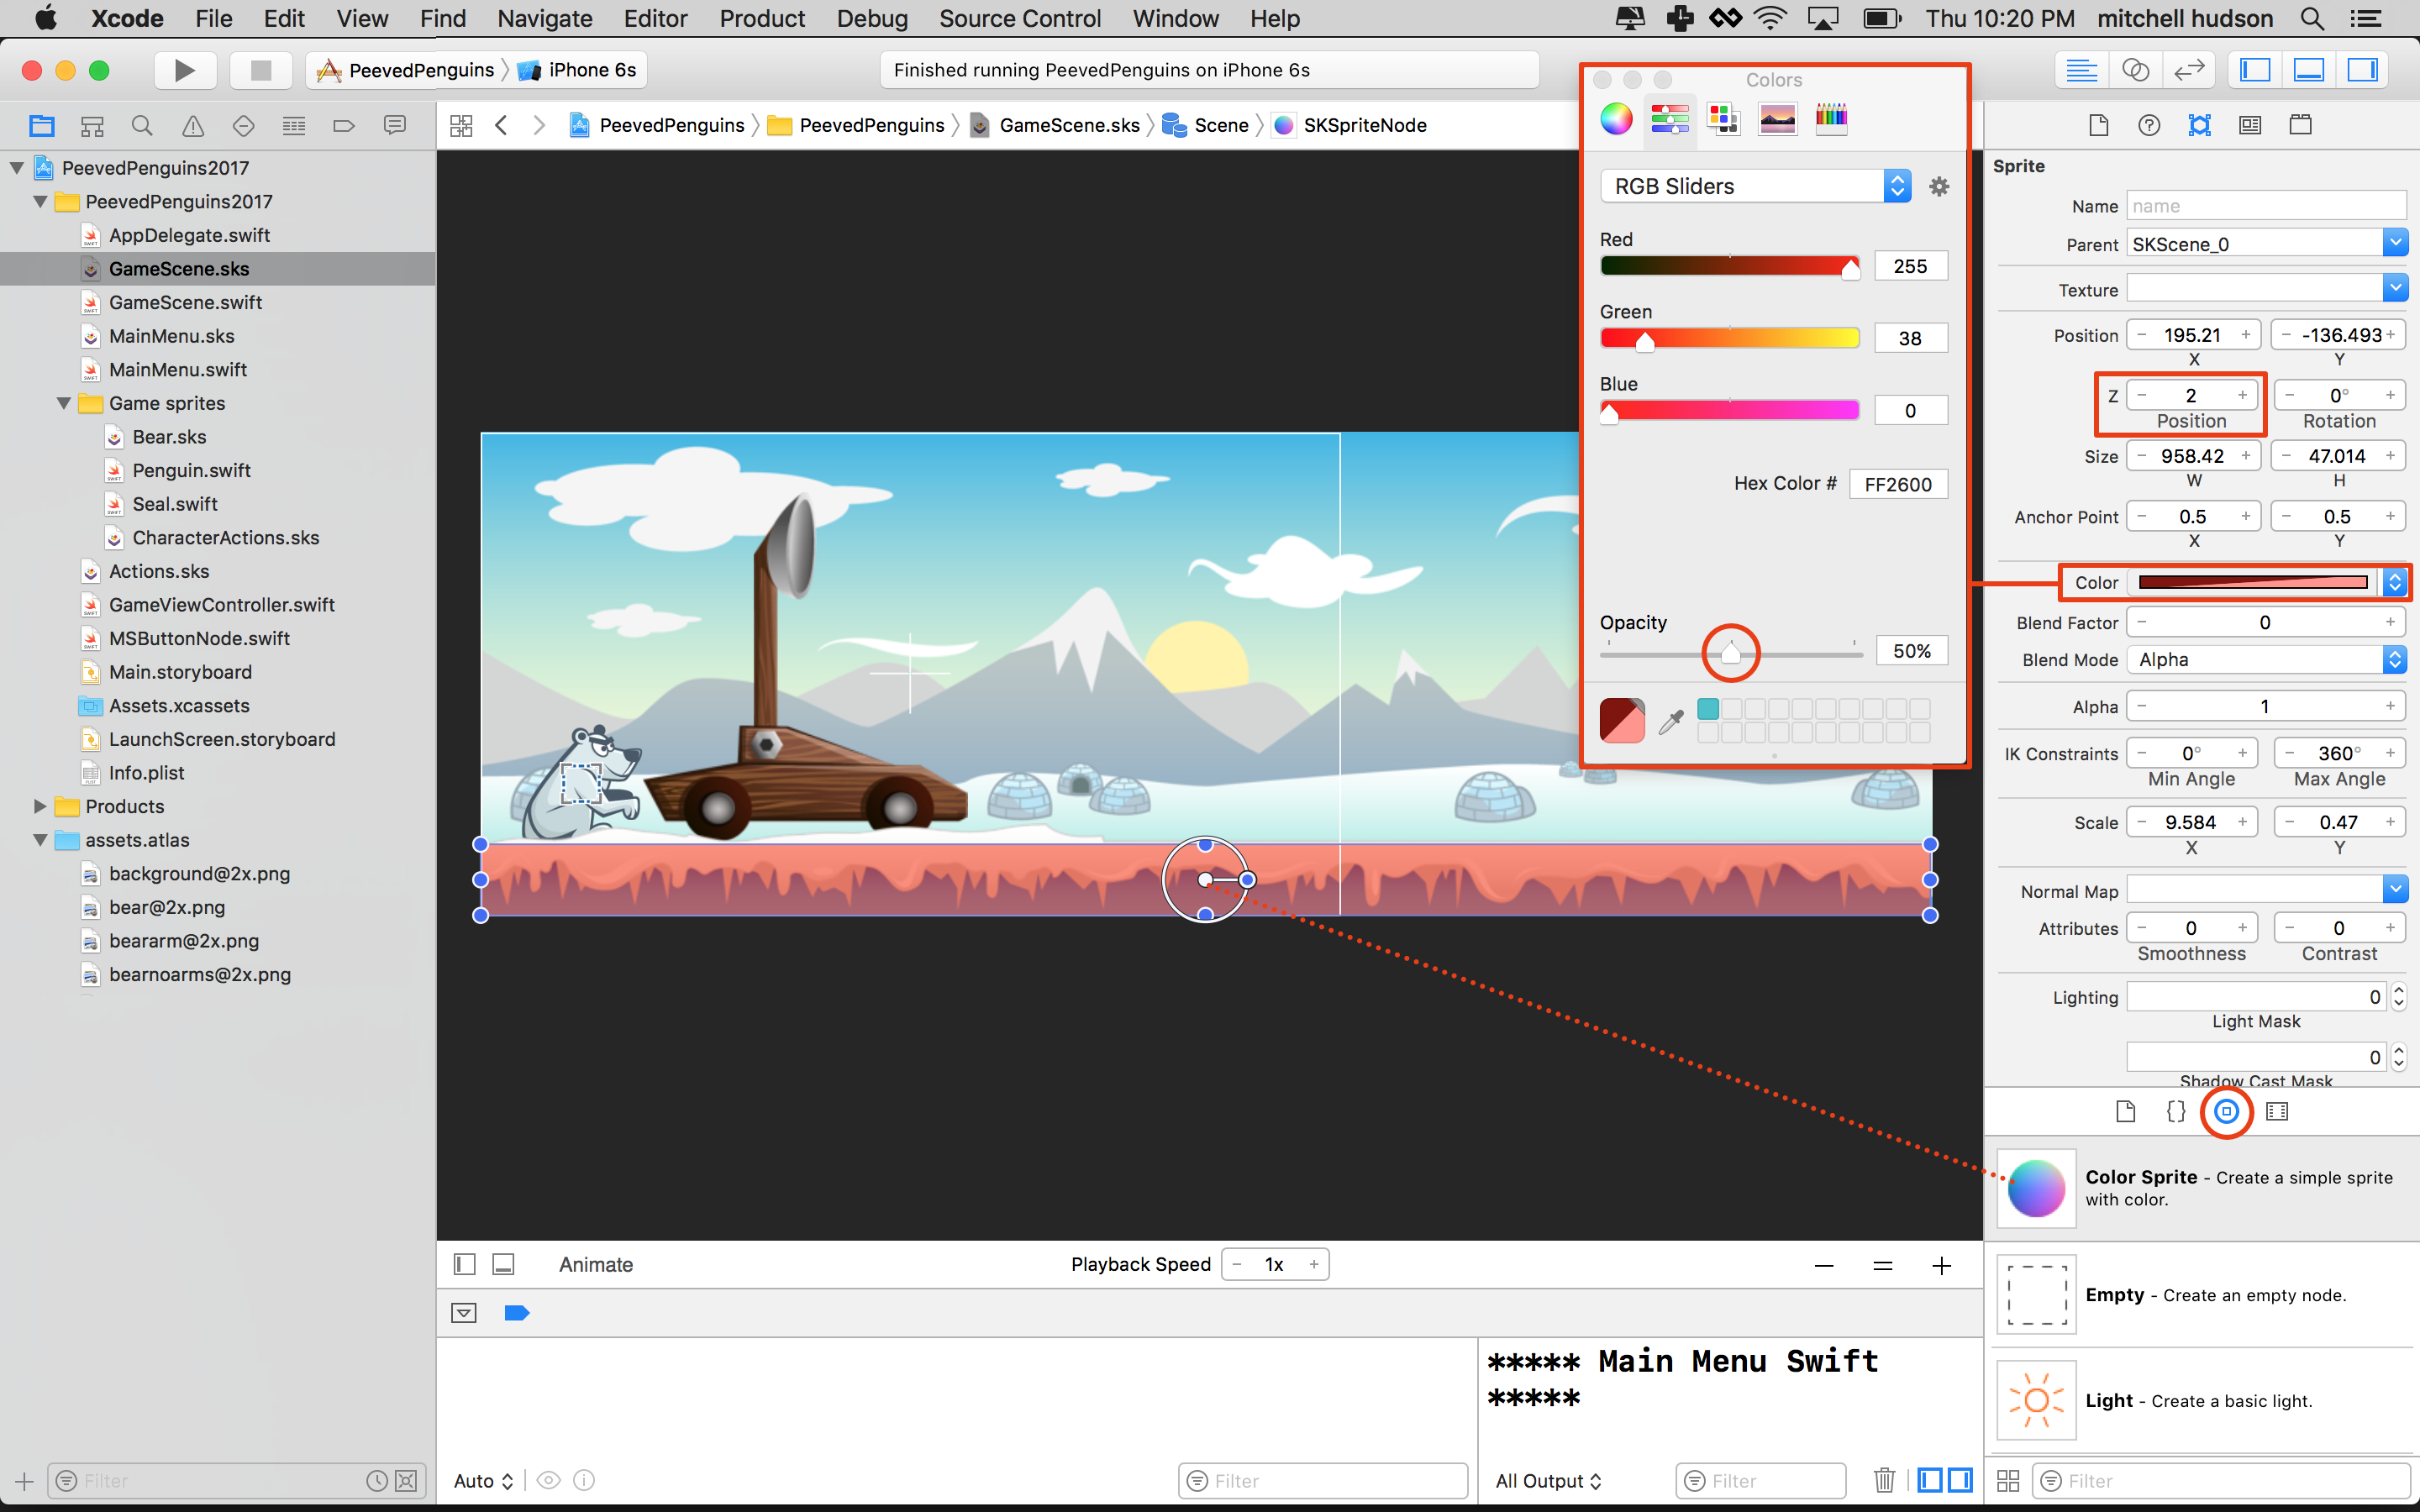 Xcode File Edit View Find Navigate Editor Product Debug Source Control Window Help Thu 10:20 PM mitchell hudson
PeevedPenguins iPhone 6s
Finished running PeevedPenguins on iPhone 6s
PeevedPenguins PeevedPenguins GameScene.sks Scene SKSpriteNode
PeevedPenguins2017
PeevedPenguins2017
AppDelegate.swift
GameScene.sks
GameScene.swift
MainMenu.sks
MainMenu.swift
Game sprites
Bear.sks
Penguin.swift
Seal.swift
CharacterActions.sks
Actions.sks
GameViewController.swift
MSButtonNode.swift
Main.storyboard
Assets.xcassets
LaunchScreen.storyboard
Info.plist
Products
assets.atlas
background@2x.png
bear@2x.png
beararm@2x.png
bearnoarms@2x.png
Filter
Colors
RGB Sliders
Red
255
Green
38
Blue
0
Hex Color # FF2600
Opacity
50%
Sprite
Name name
Parent SKScene_0
Texture
Position 195.21 -136.493
X Y
Z 2 0°
Position Rotation
Size 958.42 47.014
W H
Anchor Point 0.5 0.5
X Y
Color
Blend Factor 0
Blend Mode Alpha
Alpha 1
IK Constraints 0° 360°
Min Angle Max Angle
Scale 9.584 0.47
X Y
Normal Map
Attributes 0 0
Smoothness Contrast
Lighting 0
Light Mask
0
Shadow Cast Mask
Color Sprite - Create a simple sprite
with color.
Empty - Create an empty node.
Light - Create a basic light.
Filter
Animate Playback Speed 1x
***** Main Menu Swift
*****
Auto Filter All Output Filter